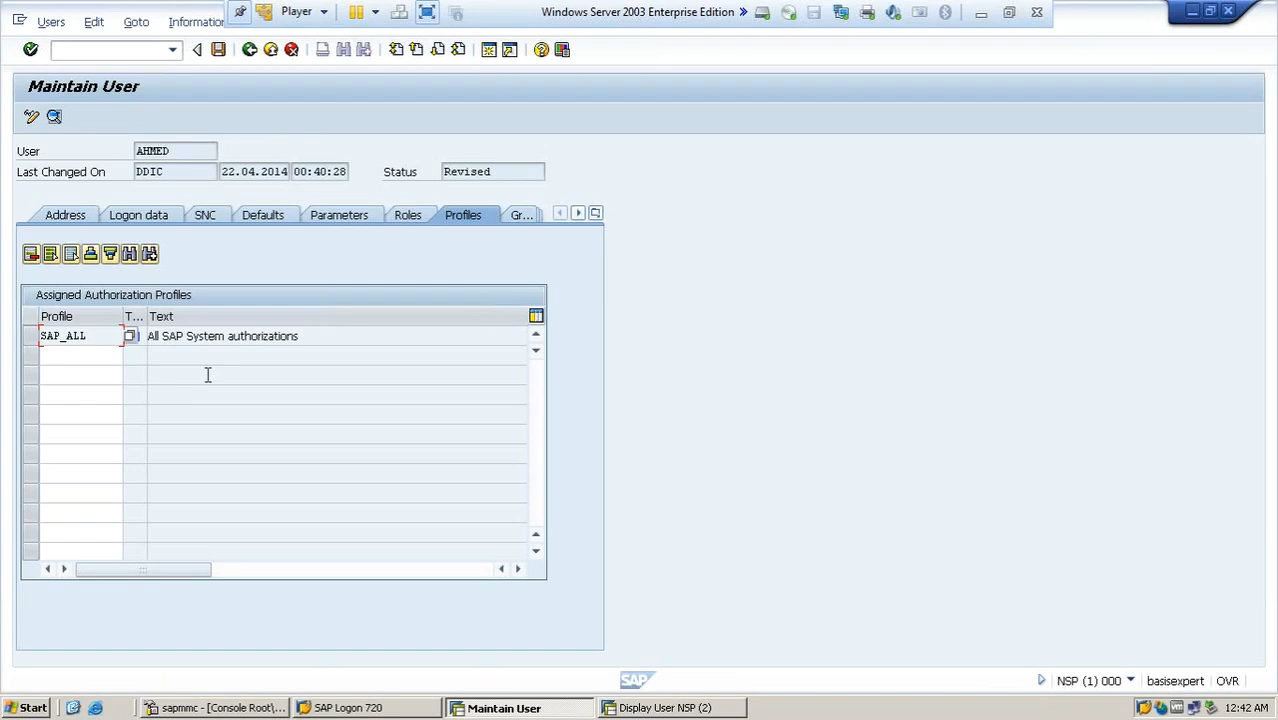 Player
Windows Server 2003 Enterprise Edition
Users Edit Goto Information
Maintain User
User AHMED
Last Changed On DDIC 22.04.2014 00:40:28 Status Revised
Address Logon data SNC Defaults Parameters Roles Profiles Gr...
Assigned Authorization Profiles
Profile T... Text
SAP_ALL All SAP System authorizations
SAP
NSP (1) 000 basisexpert OVR
Start sapmmc - [Console Root\... SAP Logon 720 Maintain User Display User NSP (2) 12:42 AM